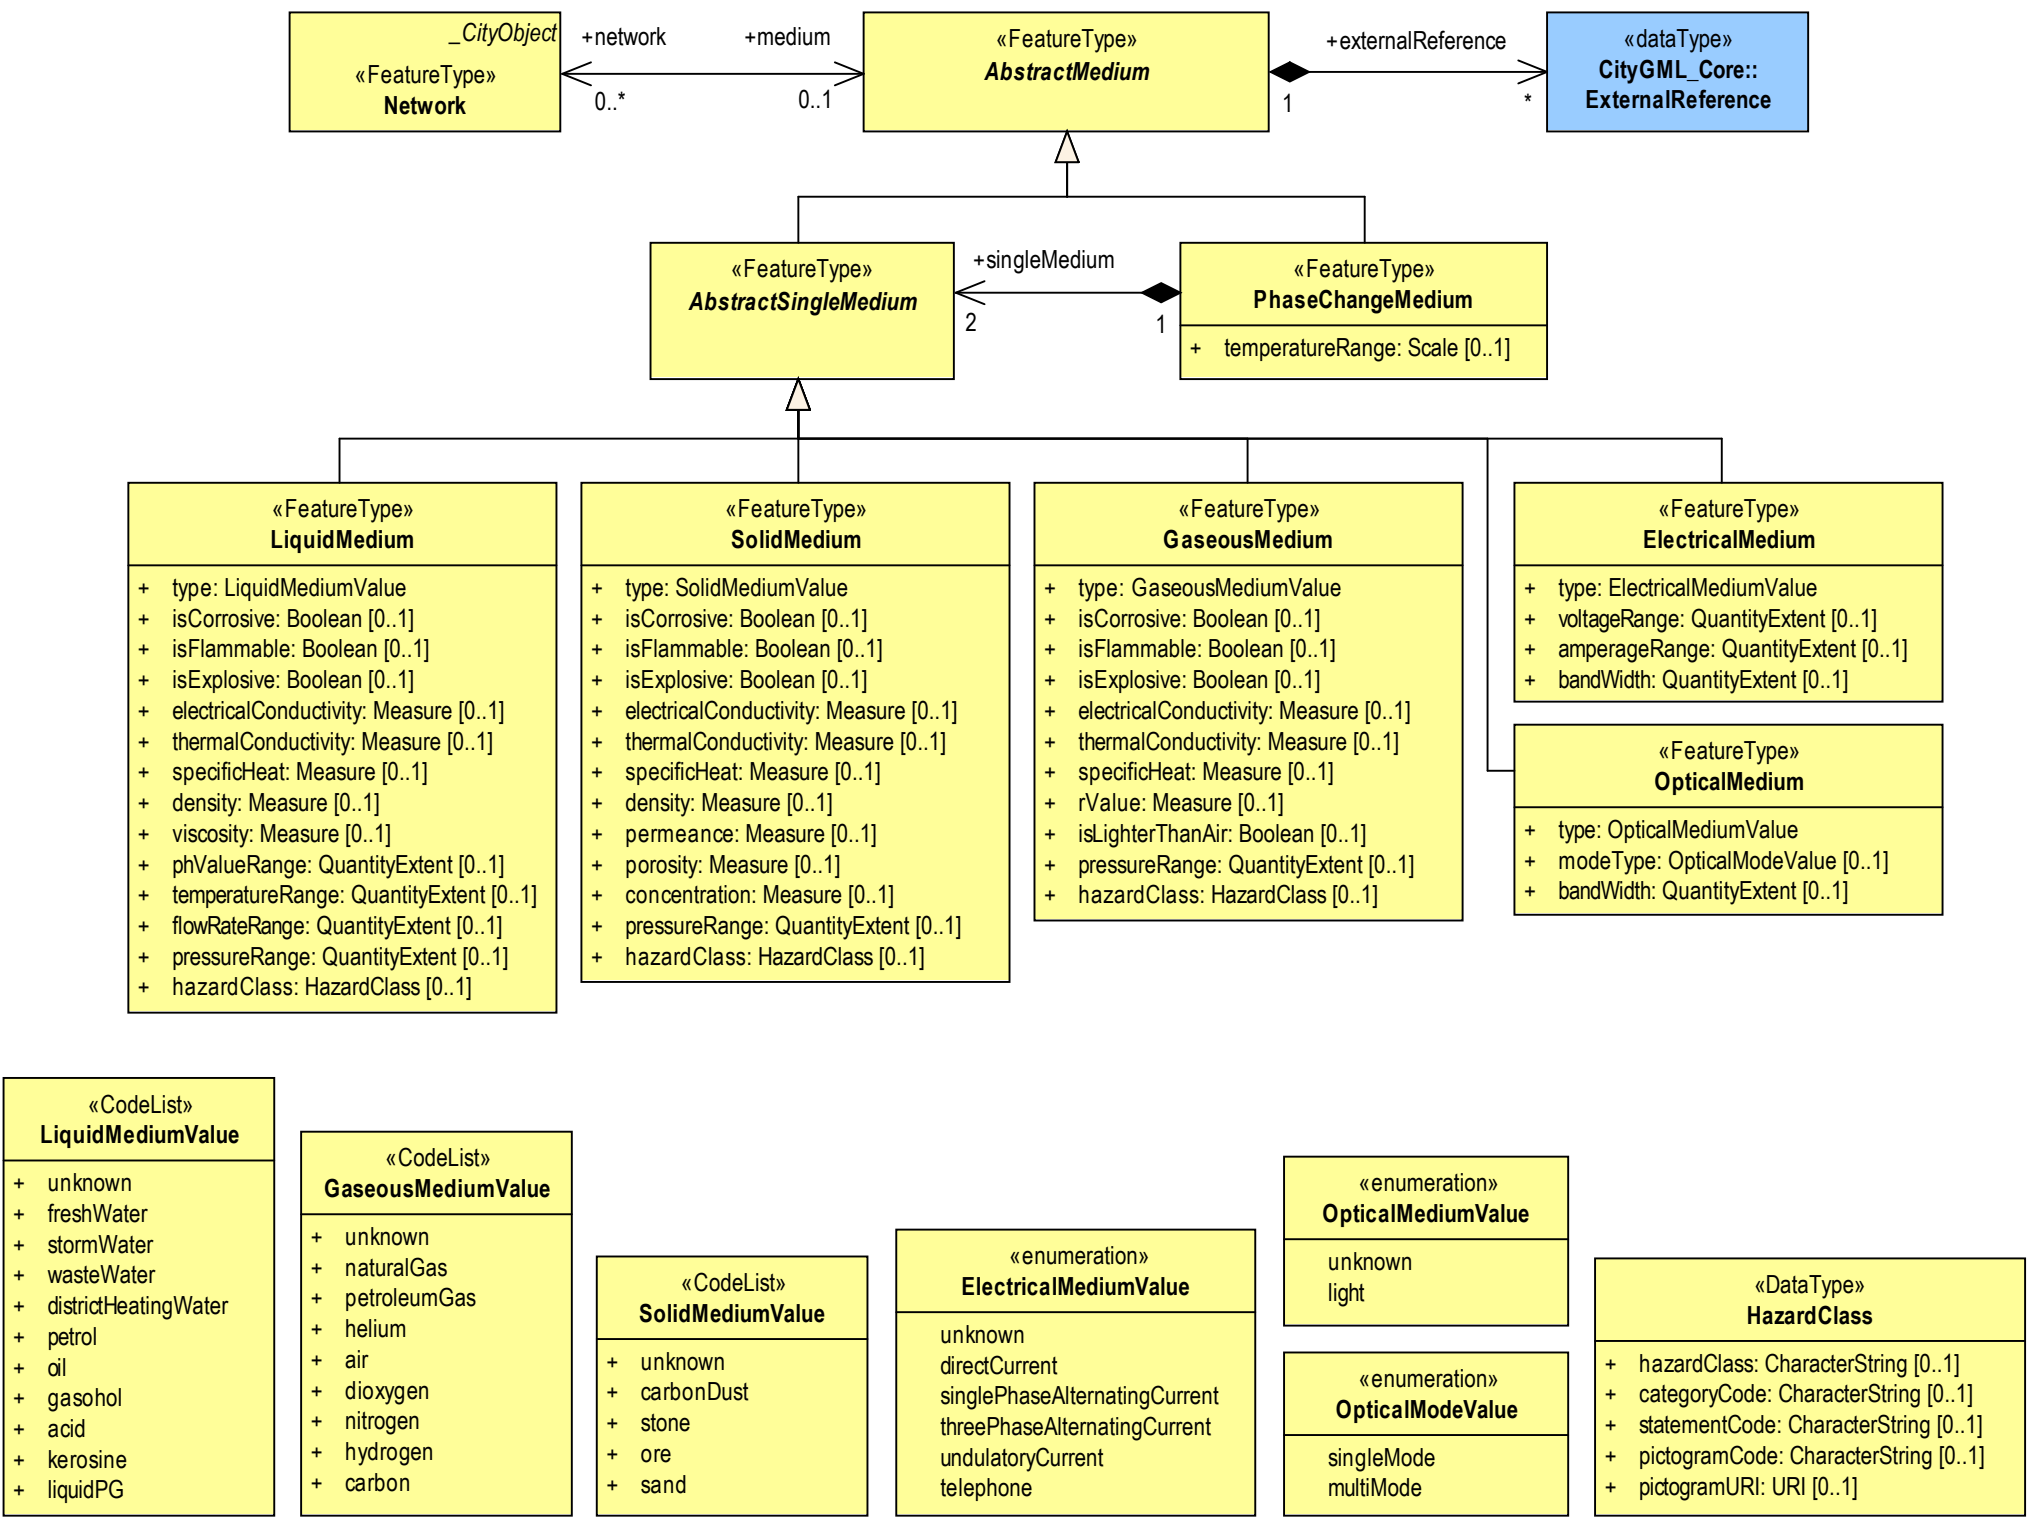 _CityObject
«FeatureType»
Network
+network
+medium
0..*
0..1
«FeatureType»
AbstractMedium
+externalReference
1
*
«dataType»
CityGML_Core::
ExternalReference
«FeatureType»
AbstractSingleMedium
+singleMedium
2
1
«FeatureType»
PhaseChangeMedium
+ temperatureRange: Scale [0..1]
«FeatureType»
LiquidMedium
+ type: LiquidMediumValue
+ isCorrosive: Boolean [0..1]
+ isFlammable: Boolean [0..1]
+ isExplosive: Boolean [0..1]
+ electricalConductivity: Measure [0..1]
+ thermalConductivity: Measure [0..1]
+ specificHeat: Measure [0..1]
+ density: Measure [0..1]
+ viscosity: Measure [0..1]
+ phValueRange: QuantityExtent [0..1]
+ temperatureRange: QuantityExtent [0..1]
+ flowRateRange: QuantityExtent [0..1]
+ pressureRange: QuantityExtent [0..1]
+ hazardClass: HazardClass [0..1]
«FeatureType»
SolidMedium
+ type: SolidMediumValue
+ isCorrosive: Boolean [0..1]
+ isFlammable: Boolean [0..1]
+ isExplosive: Boolean [0..1]
+ electricalConductivity: Measure [0..1]
+ thermalConductivity: Measure [0..1]
+ specificHeat: Measure [0..1]
+ density: Measure [0..1]
+ permeance: Measure [0..1]
+ porosity: Measure [0..1]
+ concentration: Measure [0..1]
+ pressureRange: QuantityExtent [0..1]
+ hazardClass: HazardClass [0..1]
«FeatureType»
GaseousMedium
+ type: GaseousMediumValue
+ isCorrosive: Boolean [0..1]
+ isFlammable: Boolean [0..1]
+ isExplosive: Boolean [0..1]
+ electricalConductivity: Measure [0..1]
+ thermalConductivity: Measure [0..1]
+ specificHeat: Measure [0..1]
+ rValue: Measure [0..1]
+ isLighterThanAir: Boolean [0..1]
+ pressureRange: QuantityExtent [0..1]
+ hazardClass: HazardClass [0..1]
«FeatureType»
ElectricalMedium
+ type: ElectricalMediumValue
+ voltageRange: QuantityExtent [0..1]
+ amperageRange: QuantityExtent [0..1]
+ bandWidth: QuantityExtent [0..1]
«FeatureType»
OpticalMedium
+ type: OpticalMediumValue
+ modeType: OpticalModeValue [0..1]
+ bandWidth: QuantityExtent [0..1]
«CodeList»
LiquidMediumValue
+ unknown
+ freshWater
+ stormWater
+ wasteWater
+ districtHeatingWater
+ petrol
+ oil
+ gasohol
+ acid
+ kerosine
+ liquidPG
«CodeList»
GaseousMediumValue
+ unknown
+ naturalGas
+ petroleumGas
+ helium
+ air
+ dioxygen
+ nitrogen
+ hydrogen
+ carbon
«CodeList»
SolidMediumValue
+ unknown
+ carbonDust
+ stone
+ ore
+ sand
«enumeration»
ElectricalMediumValue
unknown
directCurrent
singlePhaseAlternatingCurrent
threePhaseAlternatingCurrent
undulatoryCurrent
telephone
«enumeration»
OpticalMediumValue
unknown
light
«enumeration»
OpticalModeValue
singleMode
multiMode
«DataType»
HazardClass
+ hazardClass: CharacterString [0..1]
+ categoryCode: CharacterString [0..1]
+ statementCode: CharacterString [0..1]
+ pictogramCode: CharacterString [0..1]
+ pictogramURI: URI [0..1]